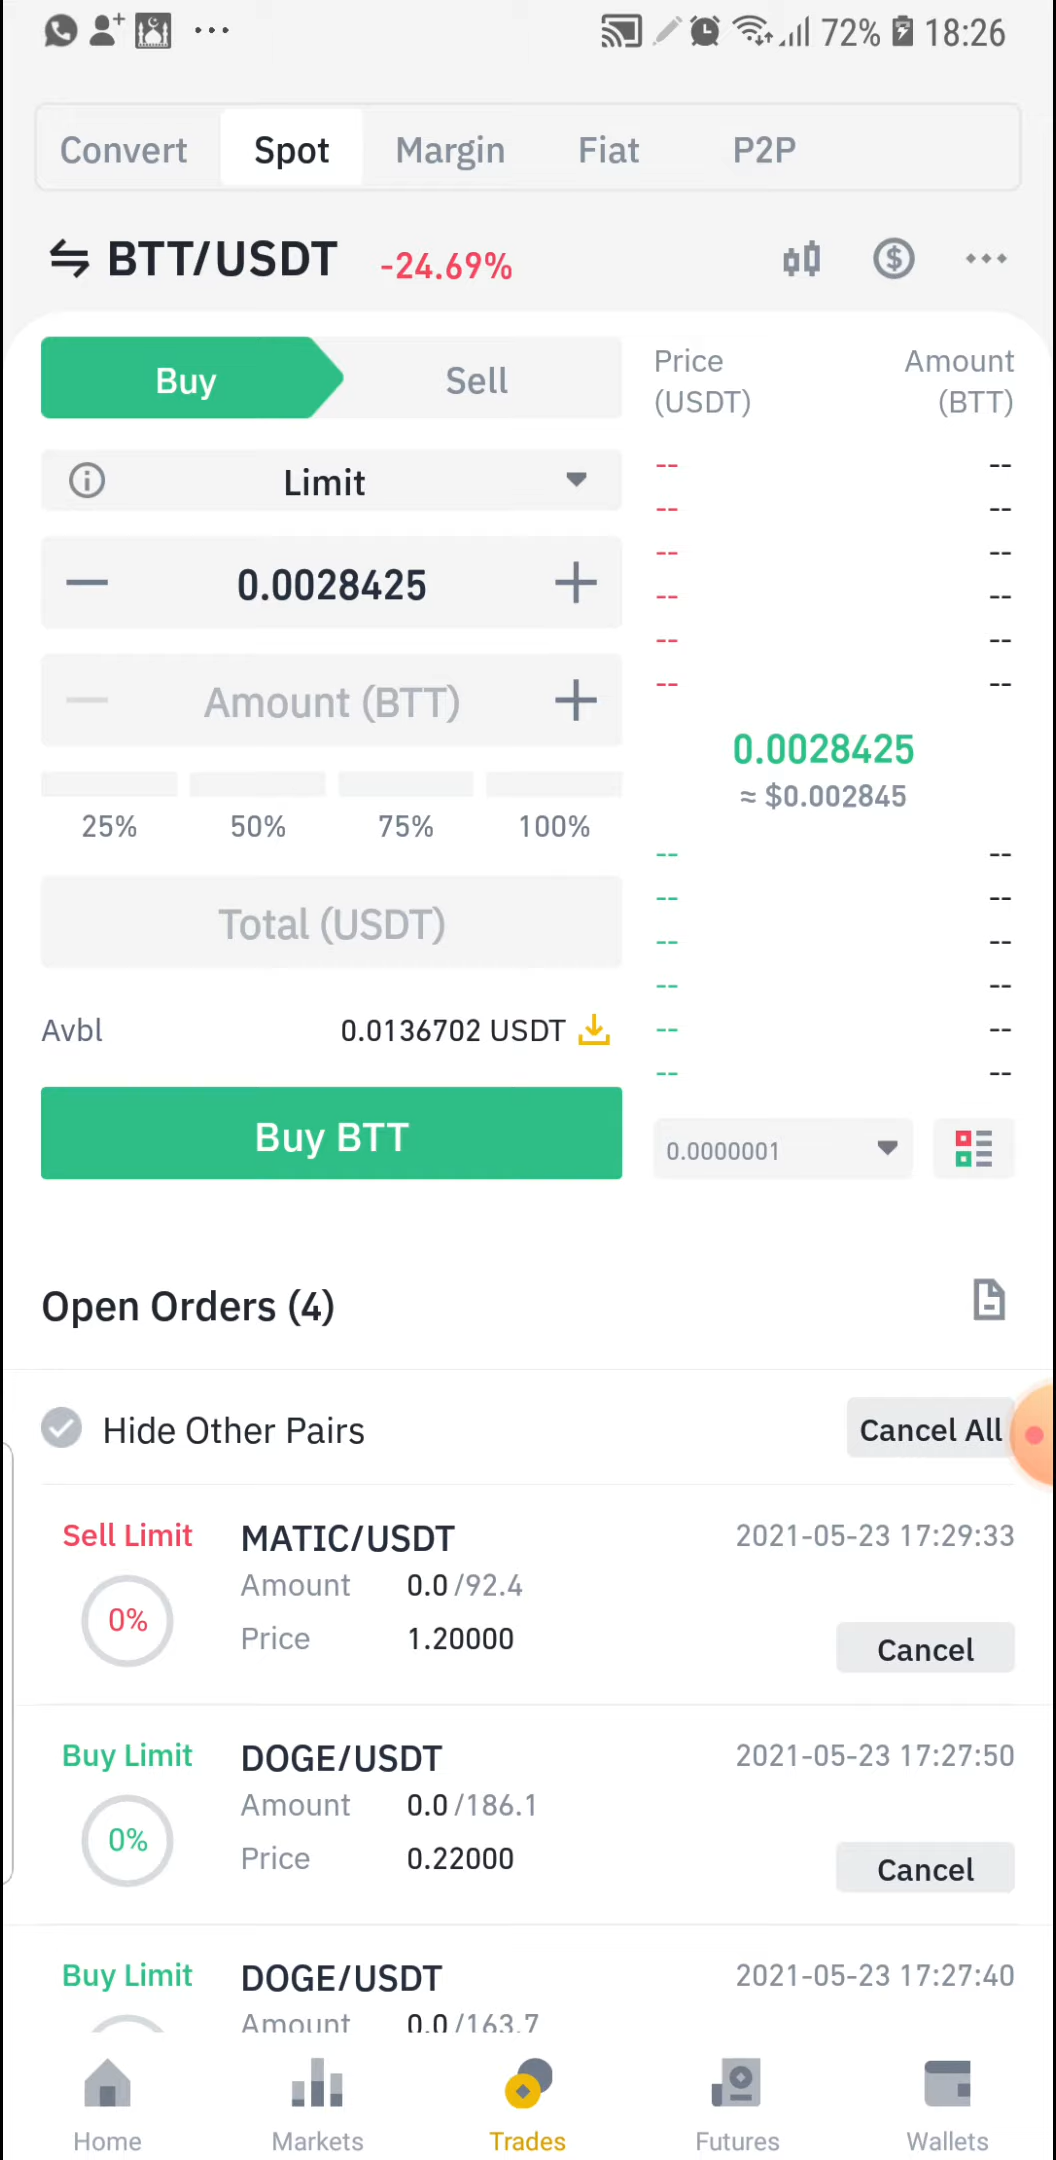 72% 18:26
Convert Spot Margin Fiat P2P
BTT/USDT -24.69%
Buy Sell
Price Amount
(USDT) (BTT)
Limit
-- --
-- --
-- --
0.0028425
-- --
-- --
-- --
Amount (BTT)
0.0028425
≈ $0.002845
25% 50% 75% 100%
-- --
-- --
Total (USDT)
-- --
-- --
Avbl 0.0136702 USDT
-- --
-- --
Buy BTT
0.0000001
Open Orders (4)
Hide Other Pairs Cancel All
Sell Limit MATIC/USDT 2021-05-23 17:29:33
Amount 0.0 /92.4
0%
Price 1.20000
Cancel
Buy Limit DOGE/USDT 2021-05-23 17:27:50
Amount 0.0 /186.1
0%
Price 0.22000
Cancel
Buy Limit DOGE/USDT 2021-05-23 17:27:40
Amount 0.0 /163.7
Home Markets Trades Futures Wallets